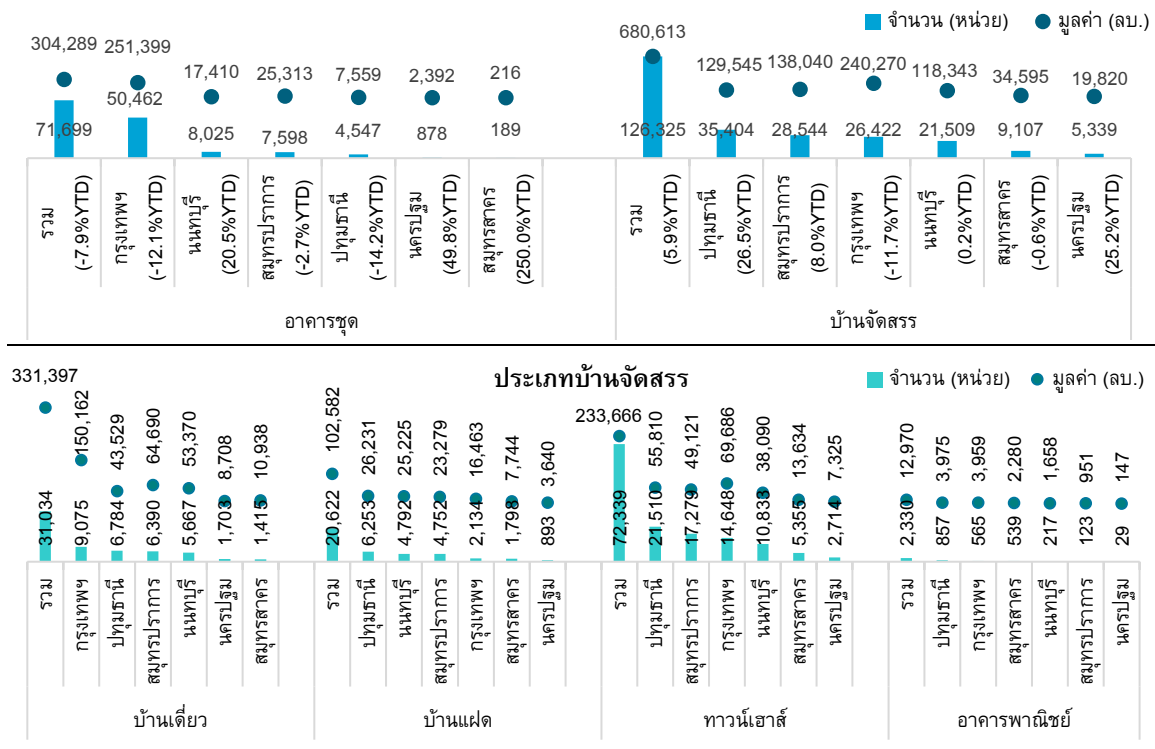 จำนวน (หน่วย) มูลค่า (ลบ.)
304,289 251,399 17,410 25,313 7,559 2,392 216
71,699 50,462 8,025 7,598 4,547 878 189
680,613 129,545 138,040 240,270 118,343 34,595 19,820
126,325 35,404 28,544 26,422 21,509 9,107 5,339
รวม
(-7.9%YTD)
กรุงเทพฯ
(-12.1%YTD)
นนทบุรี
(20.5%YTD)
สมุทรปราการ
(-2.7%YTD)
ปทุมธานี
(-14.2%YTD)
นครปฐม
(49.8%YTD)
สมุทรสาคร
(250.0%YTD)
รวม
(5.9%YTD)
ปทุมธานี
(26.5%YTD)
สมุทรปราการ
(8.0%YTD)
กรุงเทพฯ
(-11.7%YTD)
นนทบุรี
(0.2%YTD)
สมุทรสาคร
(-0.6%YTD)
นครปฐม
(25.2%YTD)
อาคารชุด บ้านจัดสรร
ประเภทบ้านจัดสรร
จำนวน (หน่วย) มูลค่า (ลบ.)
331,397 150,162 43,529 64,690 53,370 8,708 10,938
31,034 9,075 6,784 6,390 5,667 1,703 1,415
102,582 26,231 25,225 23,279 16,463 7,744 3,640
20,622 6,253 4,792 4,752 2,134 1,798 893
233,666 55,810 49,121 69,686 38,090 13,634 7,325
72,339 21,510 17,279 14,648 10,833 5,355 2,714
12,970 3,975 3,959 2,280 1,658 951 147
2,330 857 565 539 217 123 29
รวม กรุงเทพฯ ปทุมธานี สมุทรปราการ นนทบุรี นครปฐม สมุทรสาคร
รวม ปทุมธานี นนทบุรี สมุทรปราการ กรุงเทพฯ สมุทรสาคร นครปฐม
รวม ปทุมธานี สมุทรปราการ กรุงเทพฯ นนทบุรี สมุทรสาคร นครปฐม
รวม ปทุมธานี กรุงเทพฯ สมุทรสาคร นนทบุรี สมุทรปราการ นครปฐม
บ้านเดี่ยว บ้านแฝด ทาวน์เฮาส์ อาคารพาณิชย์